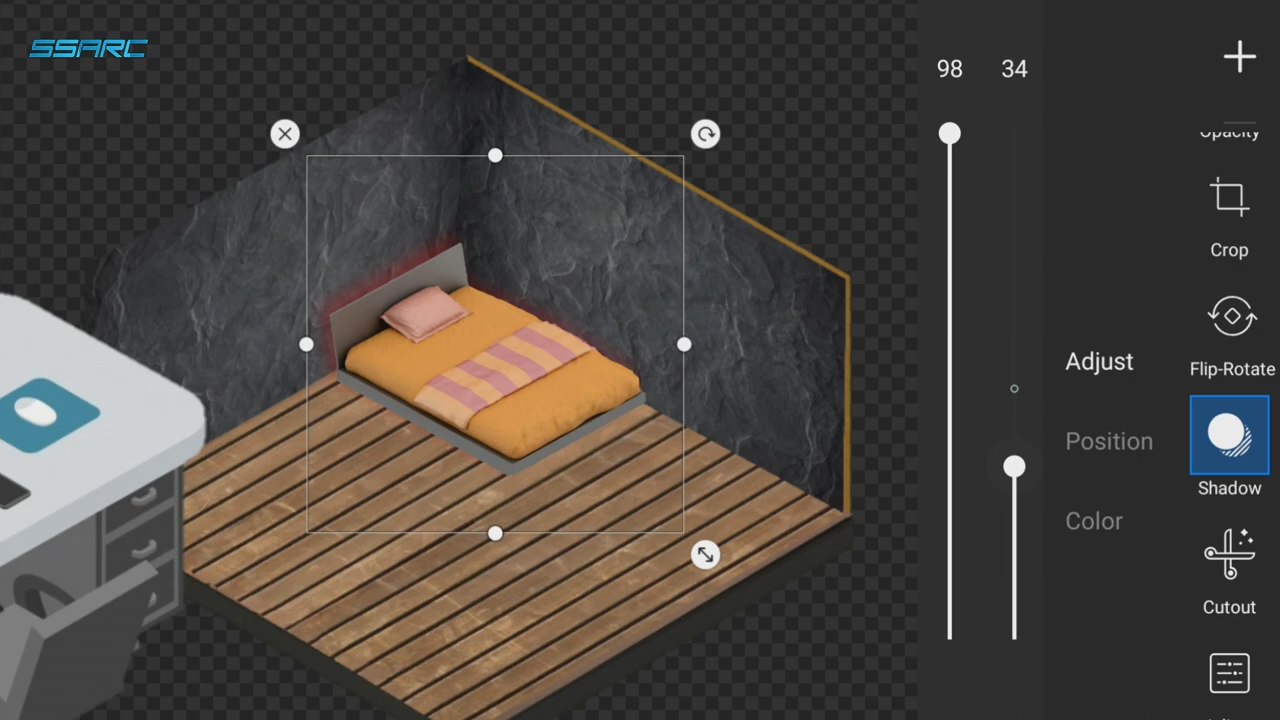 SSARC
98 34
Opacity
Crop
Flip-Rotate
Adjust
Position
Shadow
Color
Cutout